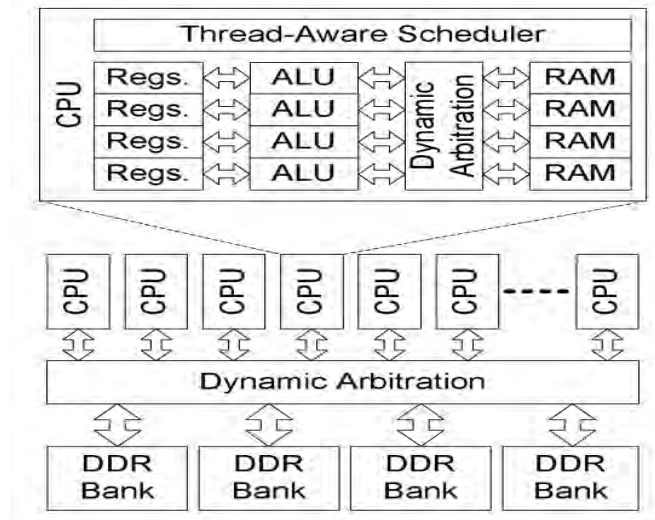 Thread-Aware Scheduler
CPU
Regs. ALU Dynamic Arbitration RAM
Regs. ALU RAM
Regs. ALU RAM
Regs. ALU RAM
CPU CPU CPU CPU CPU CPU CPU
Dynamic Arbitration
DDR Bank DDR Bank DDR Bank DDR Bank